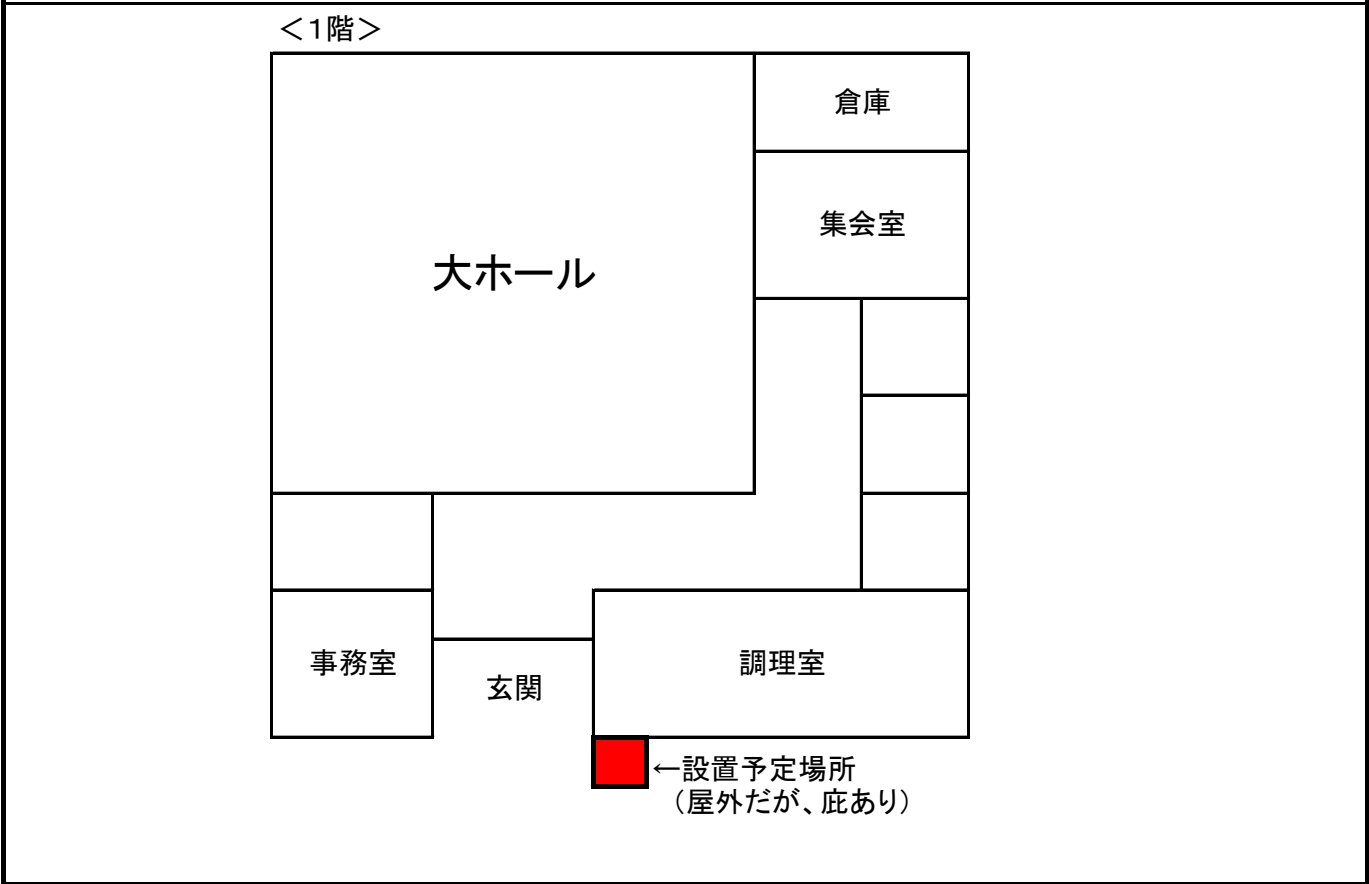 ＜1階＞
倉庫
集会室
大ホール
事務室
玄関
調理室
←設置予定場所
（屋外だが、庇あり）